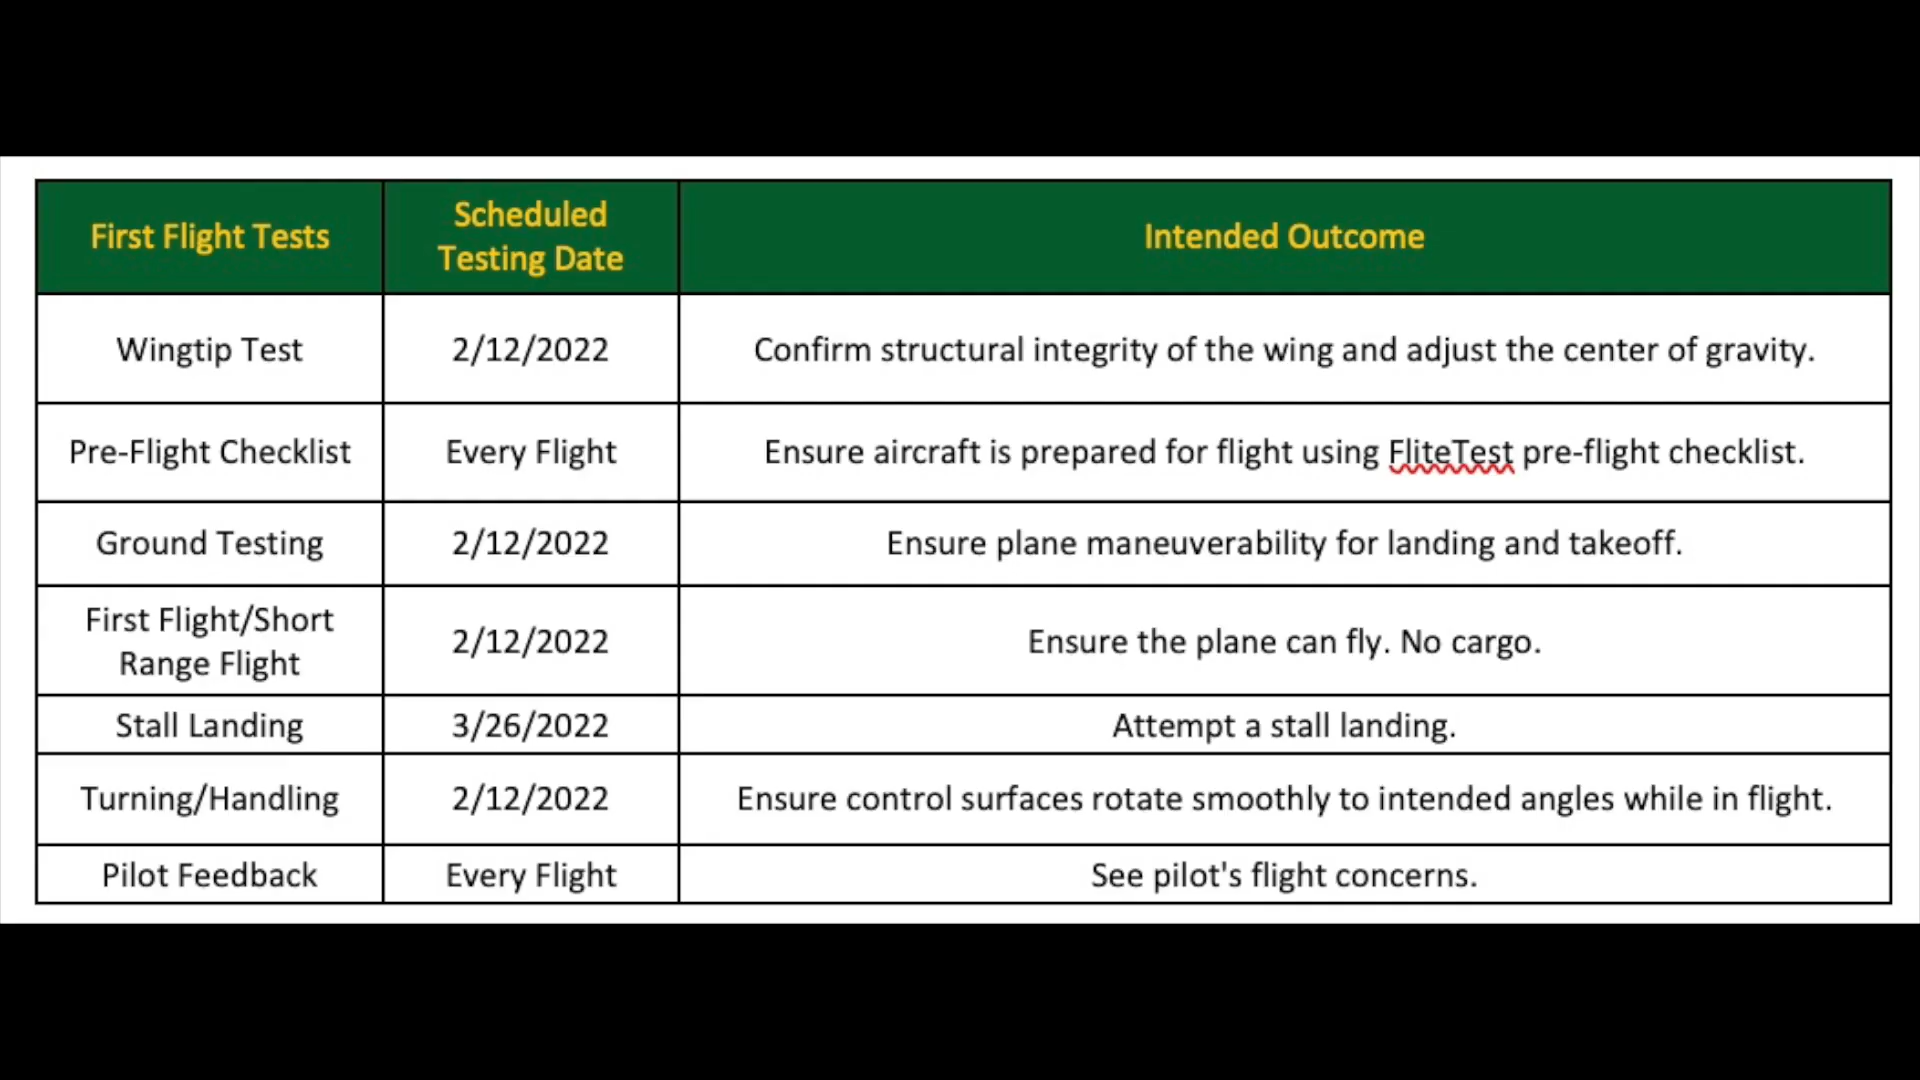 First Flight Tests
Scheduled
Testing Date
Intended Outcome
Wingtip Test
2/12/2022
Confirm structural integrity of the wing and adjust the center of gravity.
Pre-Flight Checklist
Every Flight
Ensure aircraft is prepared for flight using FliteTest pre-flight checklist.
Ground Testing
2/12/2022
Ensure plane maneuverability for landing and takeoff.
First Flight/Short
Range Flight
2/12/2022
Ensure the plane can fly. No cargo.
Stall Landing
3/26/2022
Attempt a stall landing.
Turning/Handling
2/12/2022
Ensure control surfaces rotate smoothly to intended angles while in flight.
Pilot Feedback
Every Flight
See pilot's flight concerns.